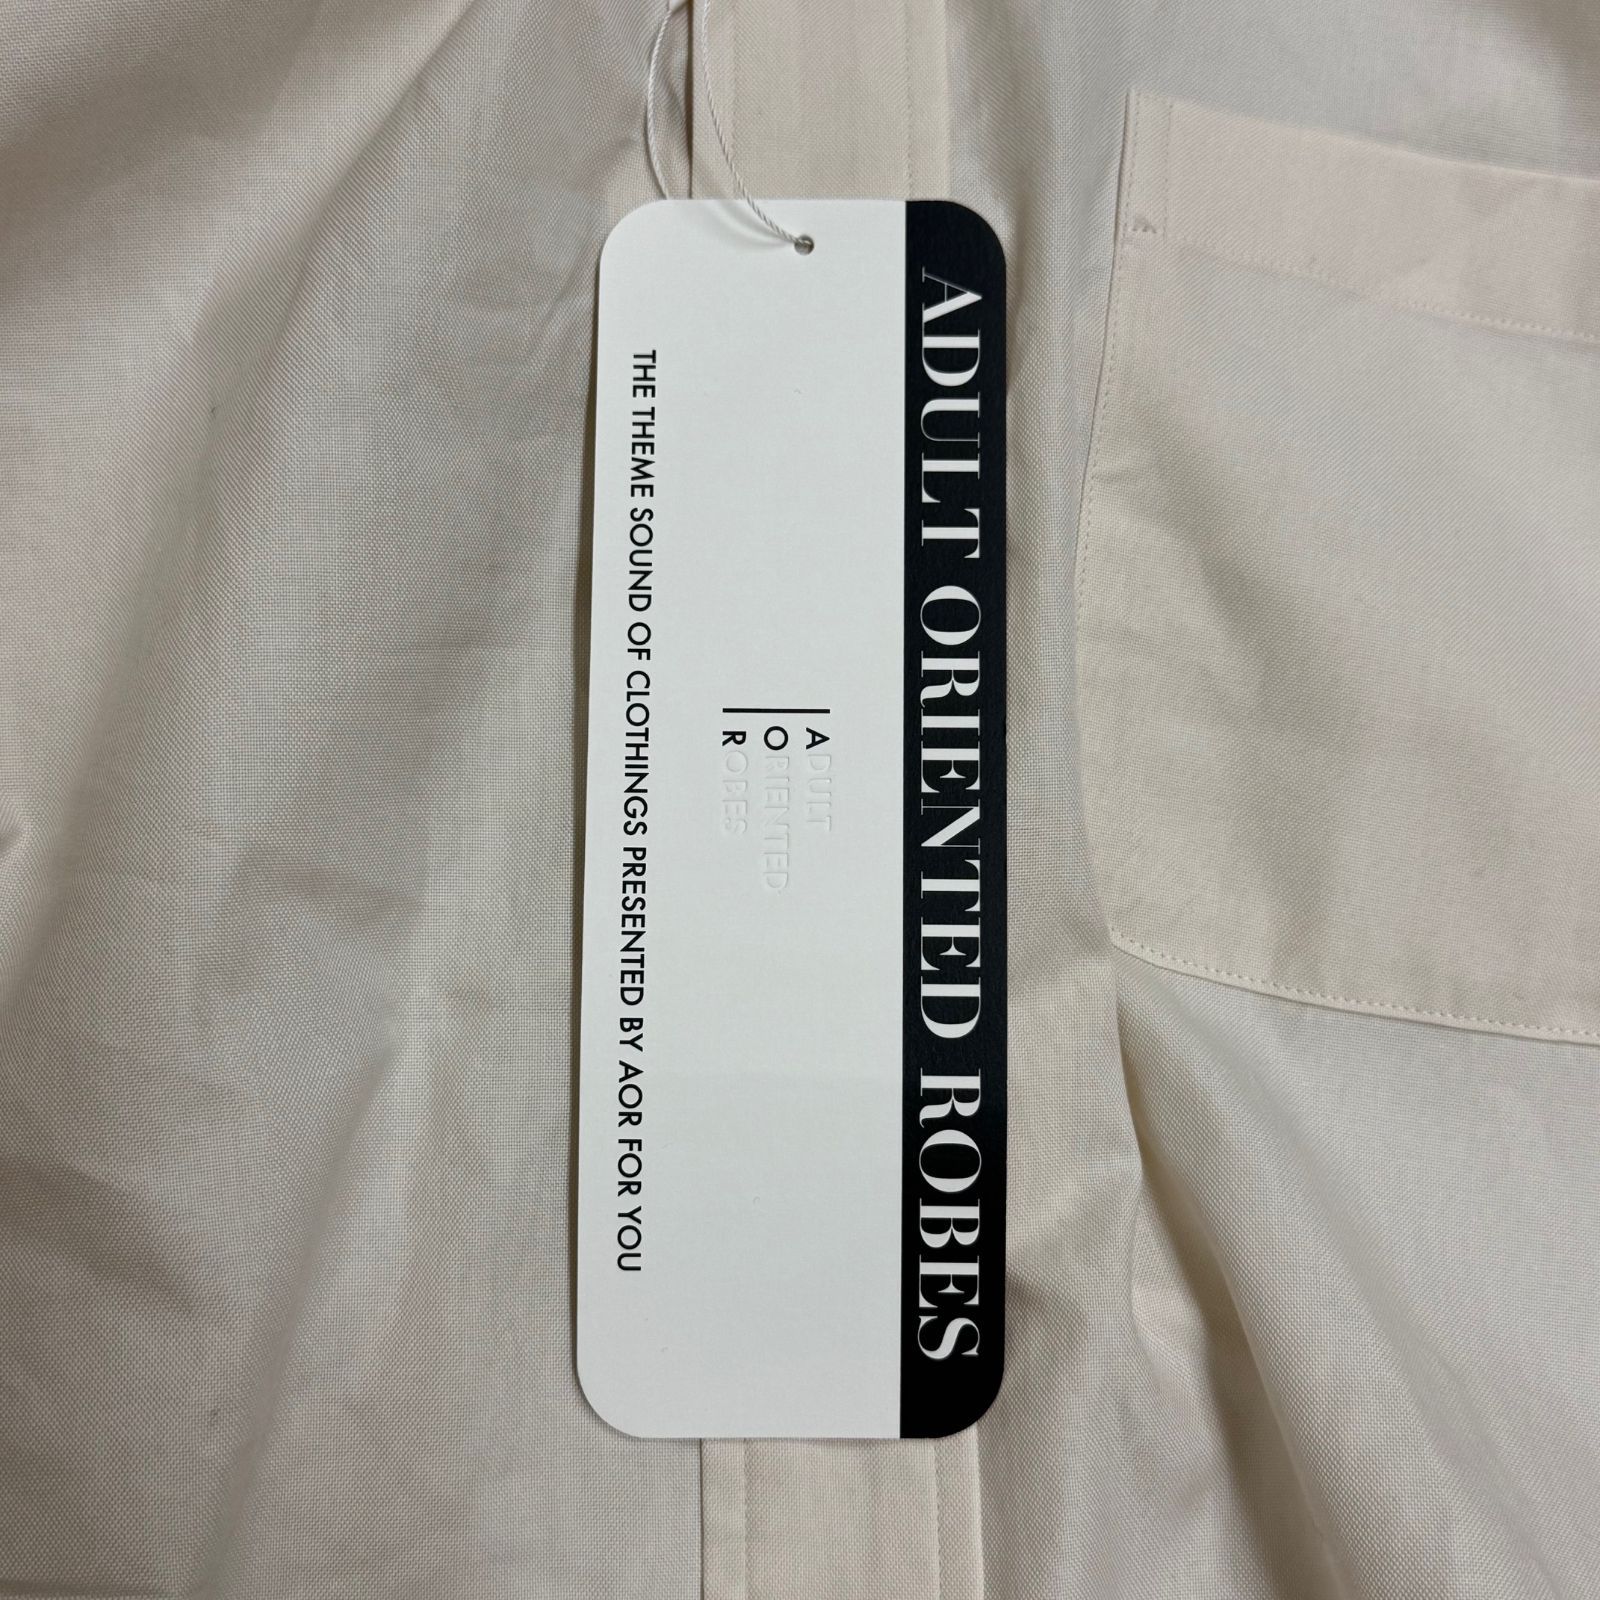 ADULT ORIENTED ROBES
ADULT
ORIENTED
ROBES
THE THEME SOUND OF CLOTHINGS PRESENTED BY AOR FOR YOU